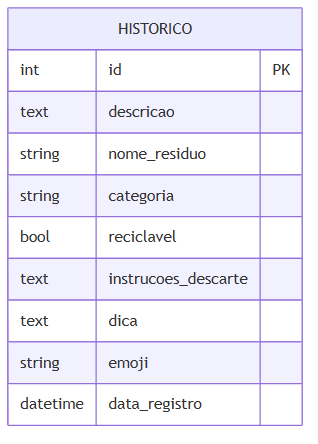 HISTORICO
int id PK
text descricao
string nome_residuo
string categoria
bool reciclavel
text instrucoes_descarte
text dica
string emoji
datetime data_registro